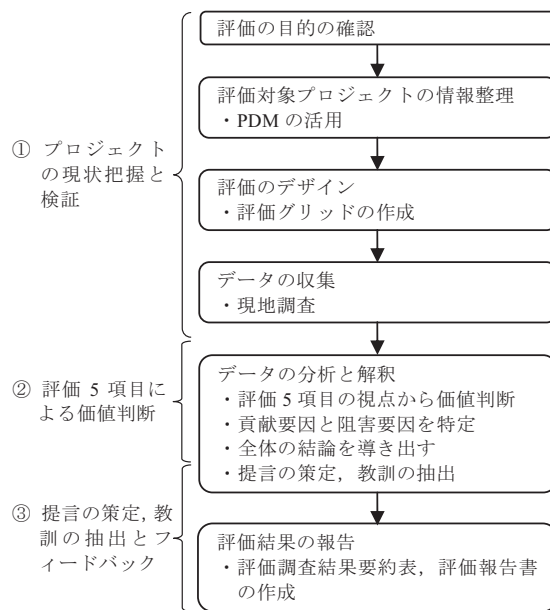 評価の目的の確認
評価対象プロジェクトの情報整理
・PDM の活用
① プロジェクト
の現状把握と
検証
評価のデザイン
・評価グリッドの作成
データの収集
・現地調査
② 評価 5 項目に
よる価値判断
データの分析と解釈
・評価 5 項目の視点から価値判断
・貢献要因と阻害要因を特定
・全体の結論を導き出す
・提言の策定，教訓の抽出
③ 提言の策定, 教
訓の抽出とフ
ィードバック
評価結果の報告
・評価調査結果要約表，評価報告書
の作成